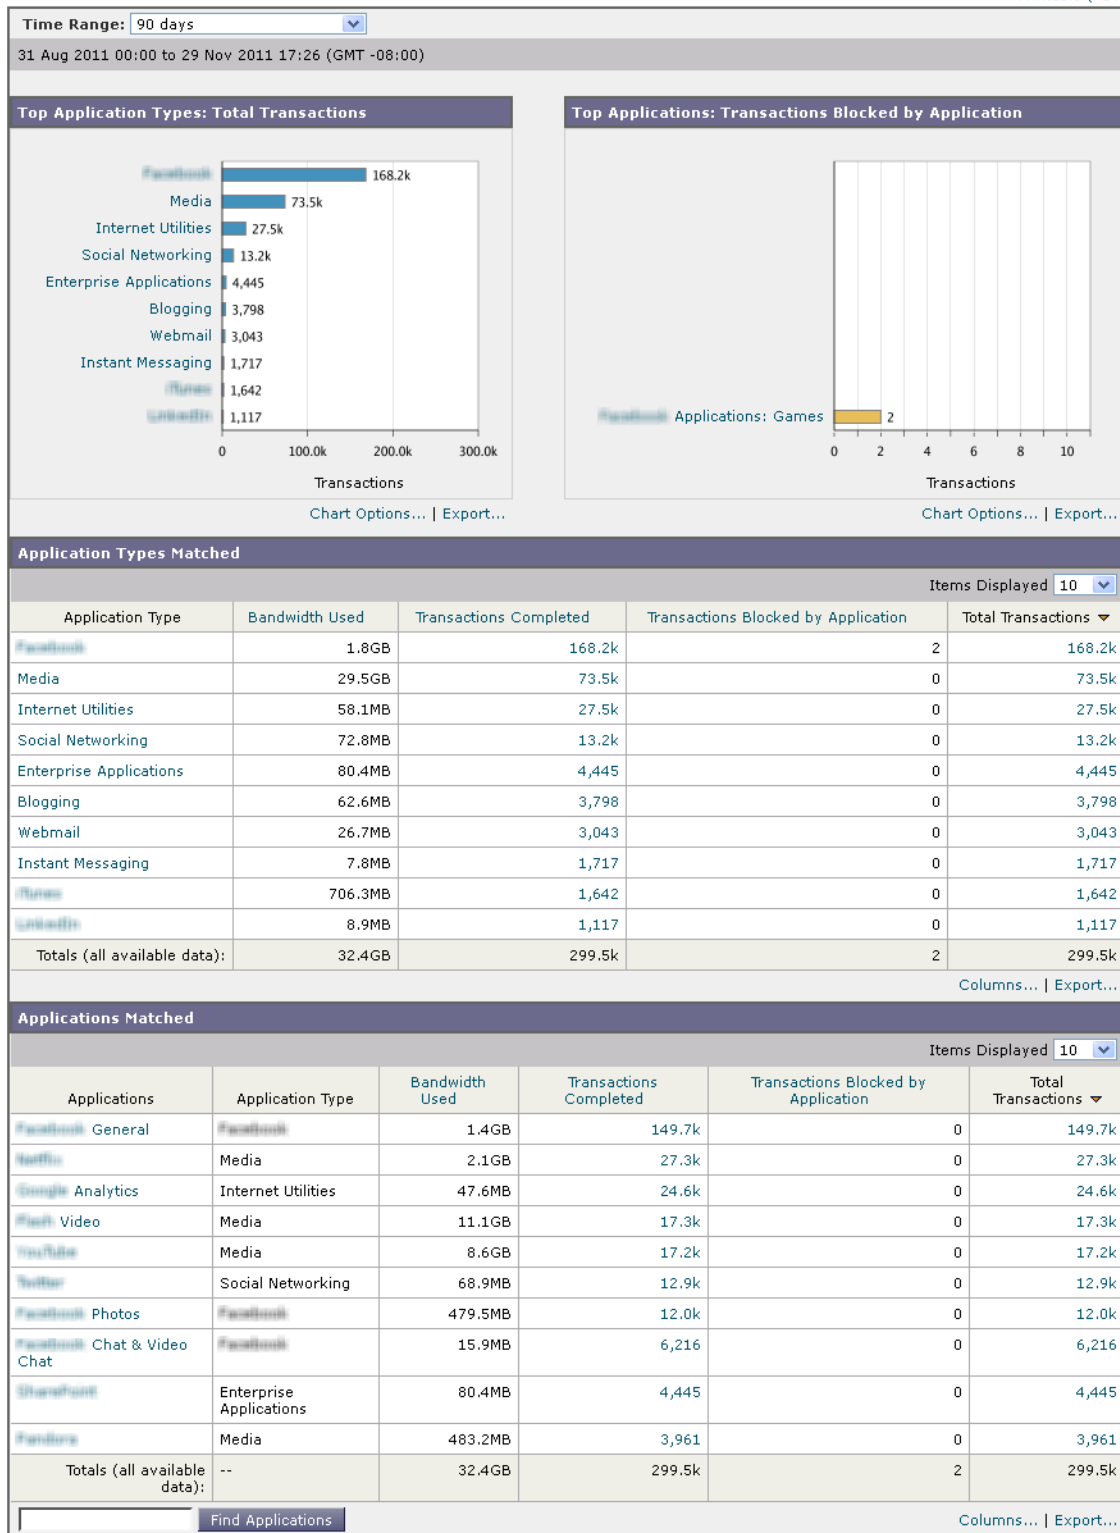 Time Range: 90 days
31 Aug 2011 00:00 to 29 Nov 2011 17:26 (GMT -08:00)
Top Application Types: Total Transactions
168.2k
Media 73.5k
Internet Utilities 27.5k
Social Networking 13.2k
Enterprise Applications 4,445
Blogging 3,798
Webmail 3,043
Instant Messaging 1,717
1,642
1,117
0 100.0k 200.0k 300.0k
Transactions
Chart Options... | Export...
Top Applications: Transactions Blocked by Application
Applications: Games 2
0 2 4 6 8 10
Transactions
Chart Options... | Export...
Application Types Matched
Items Displayed 10
Application Type Bandwidth Used Transactions Completed Transactions Blocked by Application Total Transactions
1.8GB 168.2k 2 168.2k
Media 29.5GB 73.5k 0 73.5k
Internet Utilities 58.1MB 27.5k 0 27.5k
Social Networking 72.8MB 13.2k 0 13.2k
Enterprise Applications 80.4MB 4,445 0 4,445
Blogging 62.6MB 3,798 0 3,798
Webmail 26.7MB 3,043 0 3,043
Instant Messaging 7.8MB 1,717 0 1,717
706.3MB 1,642 0 1,642
8.9MB 1,117 0 1,117
Totals (all available data): 32.4GB 299.5k 2 299.5k
Columns... | Export...
Applications Matched
Items Displayed 10
Applications Application Type Bandwidth Used Transactions Completed Transactions Blocked by Application Total Transactions
General 1.4GB 149.7k 0 149.7k
Media 2.1GB 27.3k 0 27.3k
Analytics Internet Utilities 47.6MB 24.6k 0 24.6k
Video Media 11.1GB 17.3k 0 17.3k
Media 8.6GB 17.2k 0 17.2k
Social Networking 68.9MB 12.9k 0 12.9k
Photos 479.5MB 12.0k 0 12.0k
Chat & Video Chat 15.9MB 6,216 0 6,216
Enterprise Applications 80.4MB 4,445 0 4,445
Media 483.2MB 3,961 0 3,961
Totals (all available data): -- 32.4GB 299.5k 2 299.5k
Find Applications
Columns... | Export...